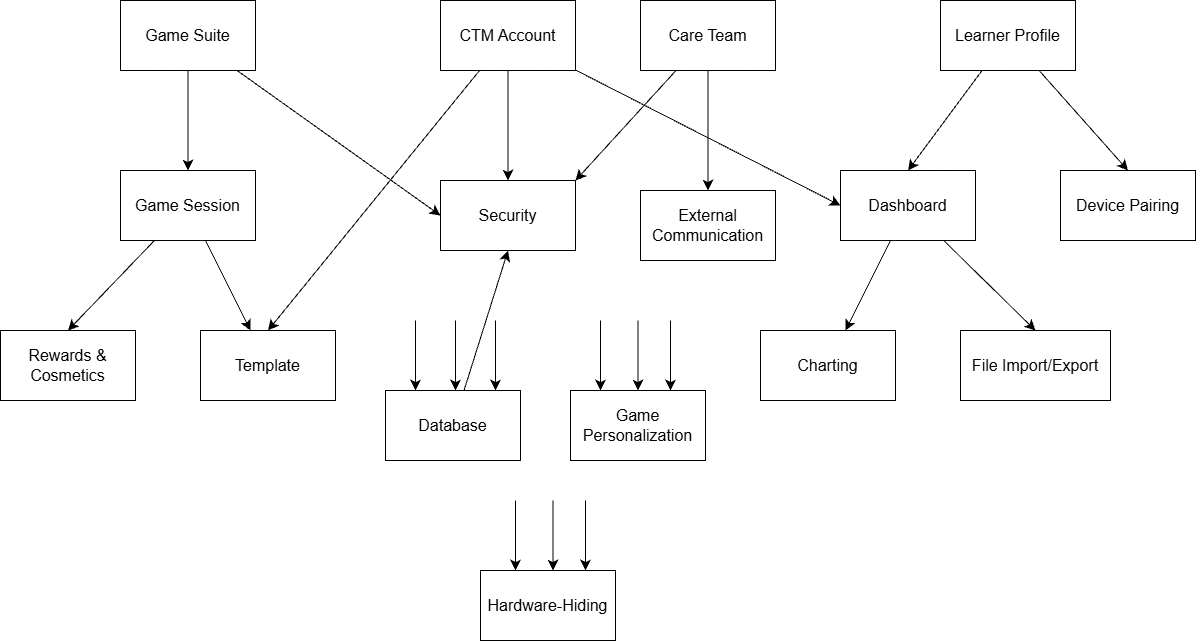 Game Suite
CTM Account
Care Team
Learner Profile
Game Session
Security
External
Communication
Dashboard
Device Pairing
Rewards &
Cosmetics
Template
Database
Game
Personalization
Charting
File Import/Export
Hardware-Hiding